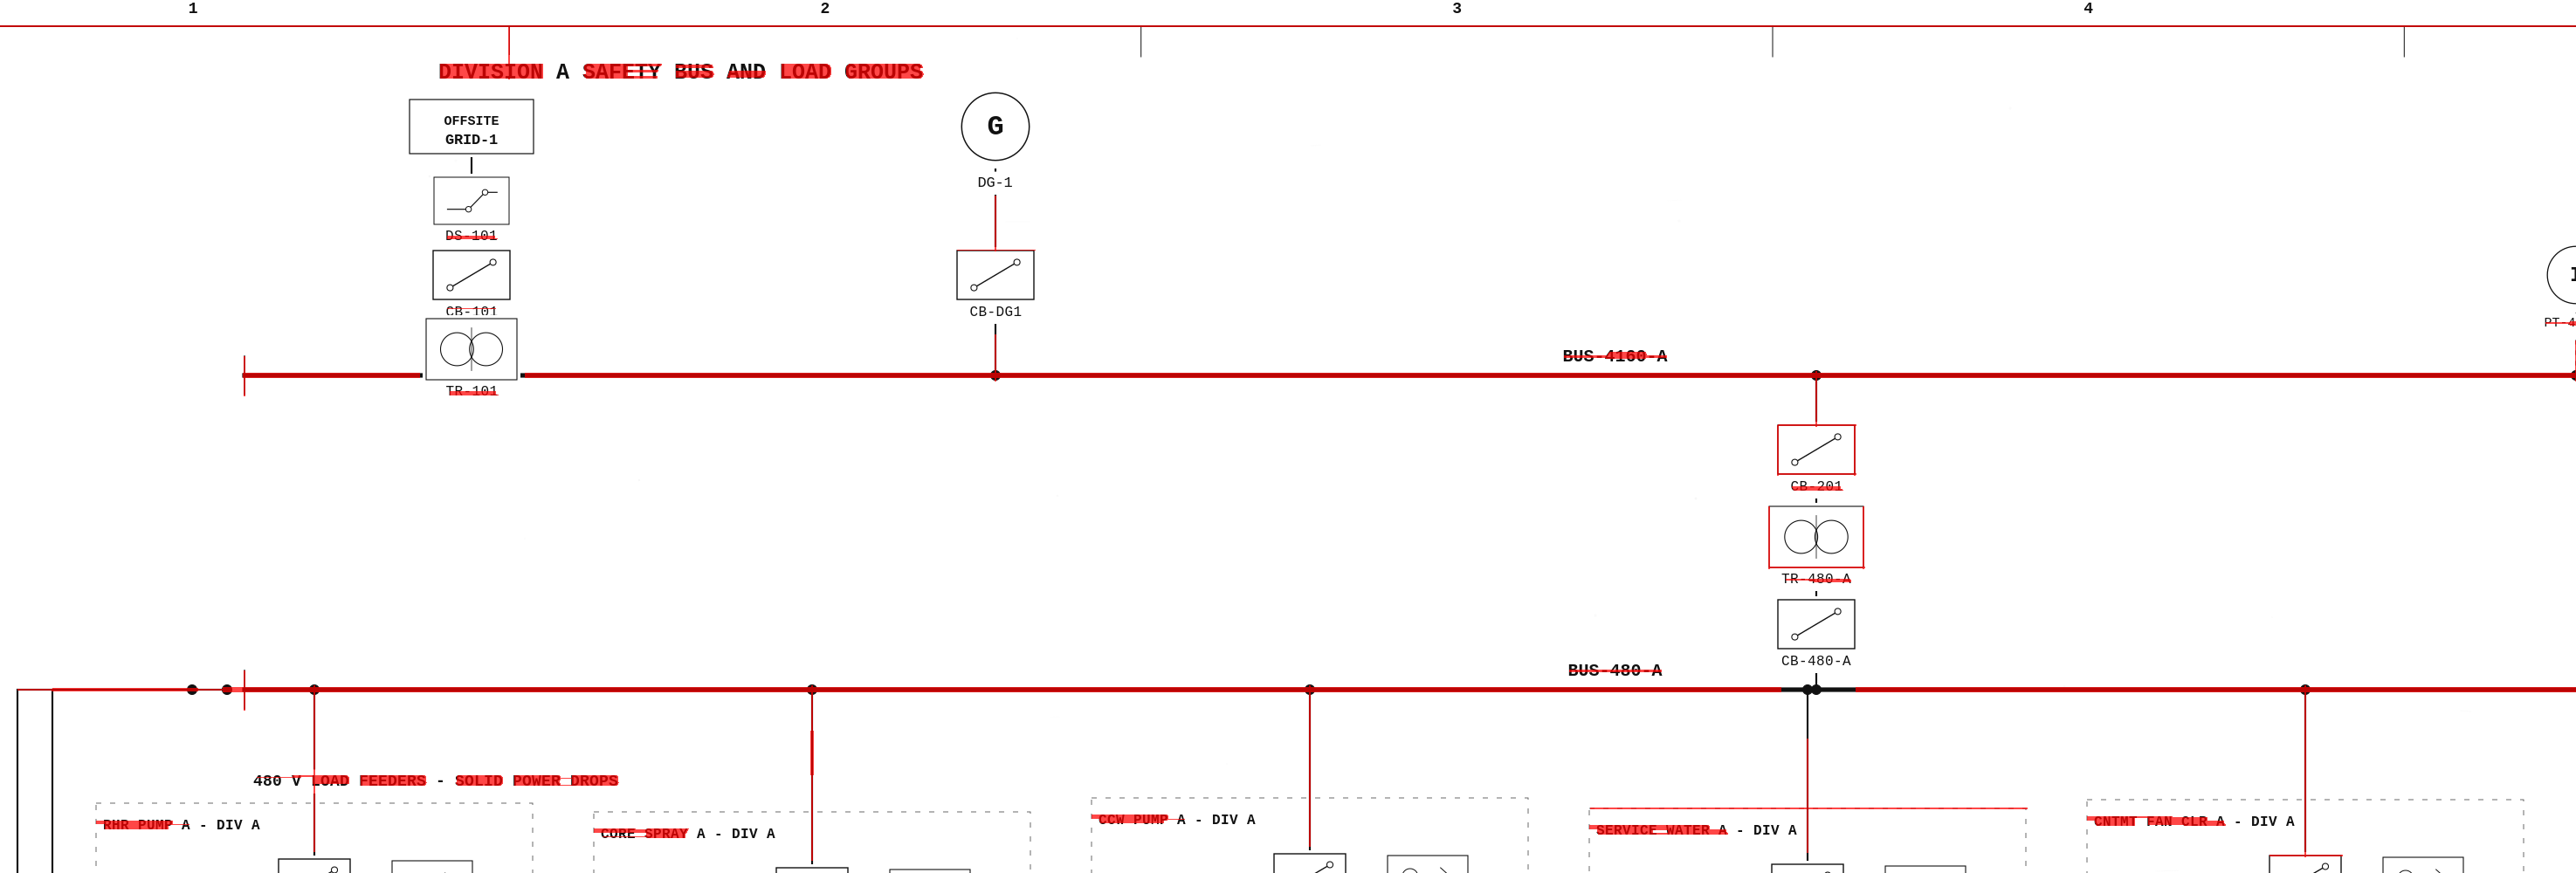 1 2 3 4
DIVISION A SAFETY BUS AND LOAD GROUPS
OFFSITE
GRID-1
G
DG-1
DS-101
CB-101
CB-DG1
TR-101
BUS-4160-A
CB-201
TR-480-A
CB-480-A
BUS-480-A
480 V LOAD FEEDERS - SOLID POWER DROPS
RHR PUMP A - DIV A
CORE SPRAY A - DIV A
CCW PUMP A - DIV A
SERVICE WATER A - DIV A
CNTMT FAN CLR A - DIV A